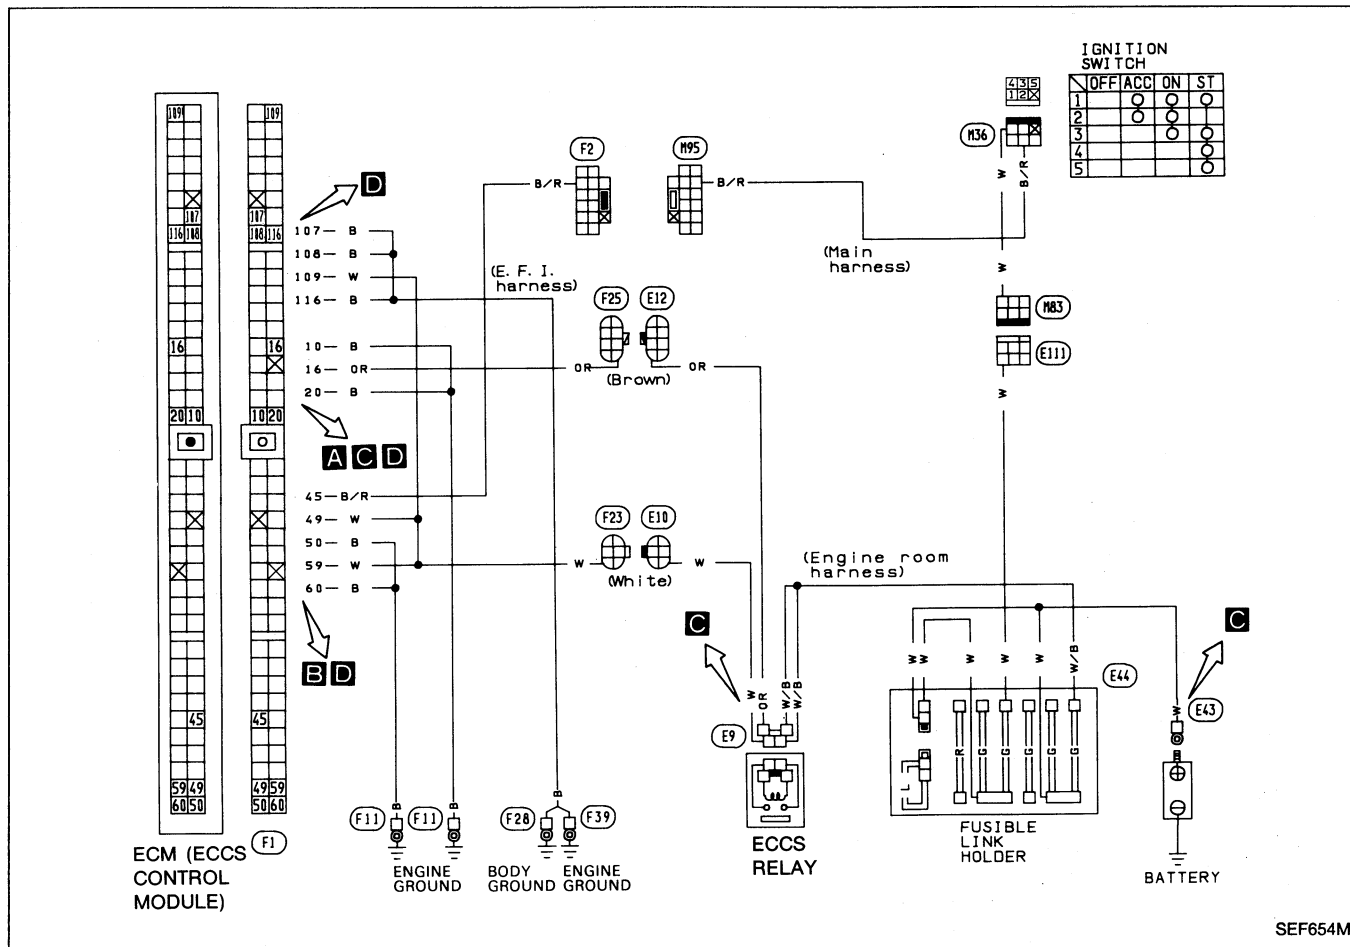 IGNITION
SWITCH
OFF ACC ON ST
1
2
3
4
5
4 3 5
1 2
M36
W
B/R
F2
M95
B/R
B/R
(Main
harness)
(E. F. I.
harness)
109
107
116 108
16
20 10
45
59 49
60 50
109
107
108 116
16
10 20
45
49 59
50 60
D
107 B
108 B
109 W
116 B
10 B
16 OR
20 B
A C D
45 B/R
49 W
50 B
59 W
60 B
B D
F25
E12
OR
OR
(Brown)
F23
E10
W
W
(White)
W
M83
E111
W
(Engine room
harness)
C
C
W
OR
W/B
W/B
E9
W
W
W
W
W
W/B
E44
R
G
G
G
G
G
L
W
E43
B
B
B
F11
F11
F28
F39
ENGINE
GROUND
BODY
GROUND
ENGINE
GROUND
ECCS
RELAY
FUSIBLE
LINK
HOLDER
BATTERY
ECM (ECCS
CONTROL
MODULE)
F1
SEF654M